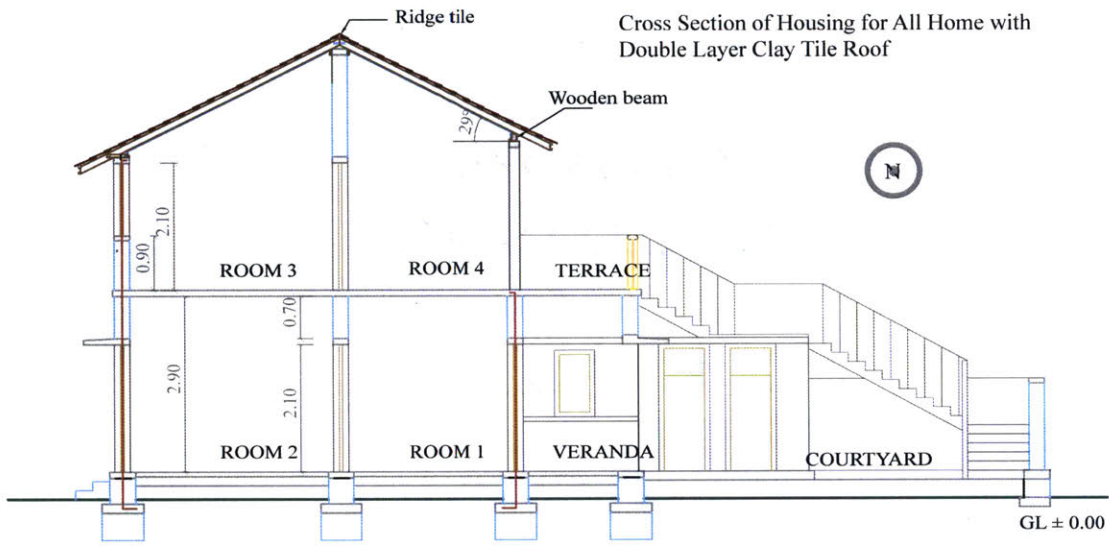 Ridge tile
Cross Section of Housing for All Home with
Double Layer Clay Tile Roof
Wooden beam
29°
N
2.10
0.90
ROOM 3
ROOM 4
TERRACE
0.70
2.90
2.10
ROOM 2
ROOM 1
VERANDA
COURTYARD
GL ± 0.00